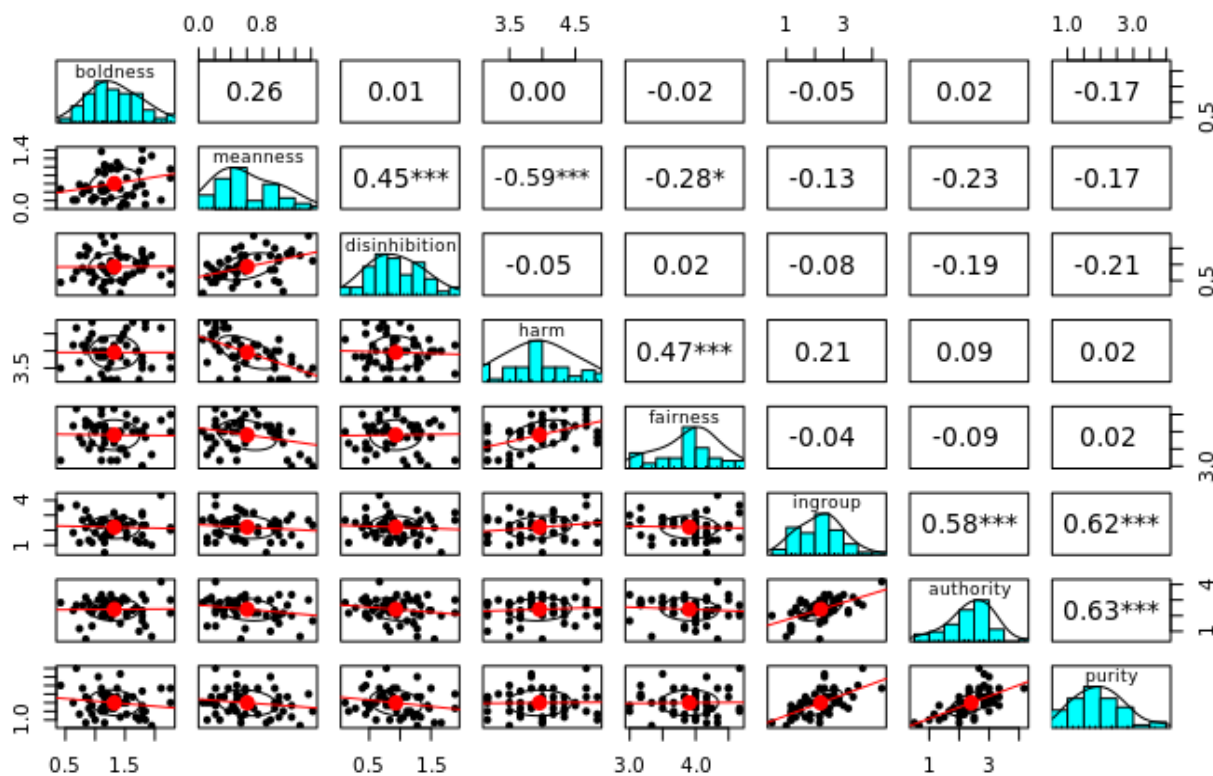 0.0 0.8 3.5 4.5 1 3 1.0 3.0
boldness 0.26 0.01 0.00 -0.02 -0.05 0.02 -0.17 0.5
0.0 1.4 meanness 0.45*** -0.59*** -0.28* -0.13 -0.23 -0.17
disinhibition -0.05 0.02 -0.08 -0.19 -0.21 0.5
3.5 harm 0.47*** 0.21 0.09 0.02
fairness -0.04 -0.09 0.02 3.0
1 4 ingroup 0.58*** 0.62***
authority 0.63*** 1 4
1.0 purity
0.5 1.5 0.5 1.5 3.0 4.0 1 3